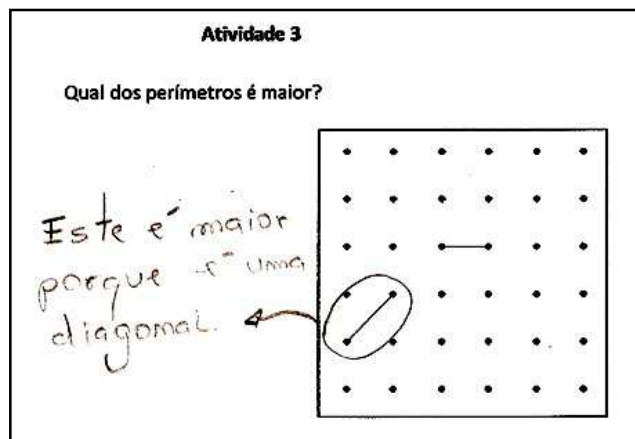 Atividade 3
Qual dos perímetros é maior?
Este é maior
porque é uma
diagomal.